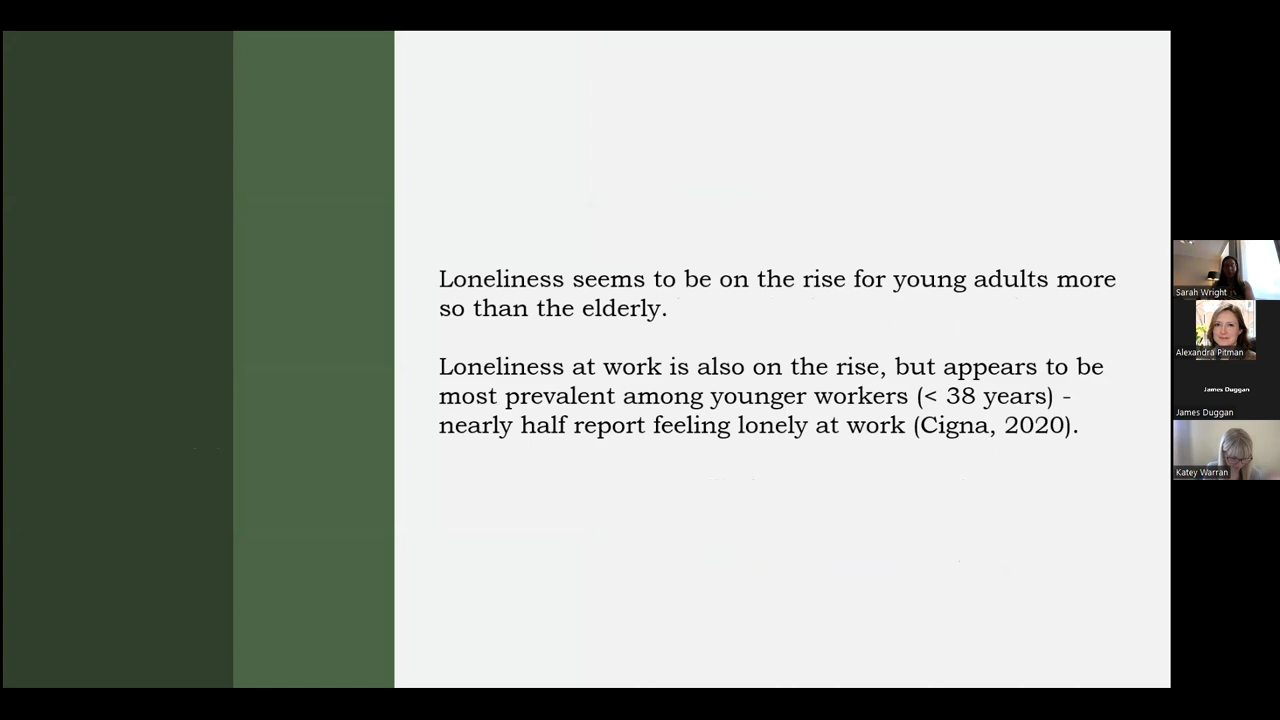 Loneliness seems to be on the rise for young adults more
so than the elderly.
Loneliness at work is also on the rise, but appears to be
most prevalent among younger workers (< 38 years) -
nearly half report feeling lonely at work (Cigna, 2020).
Sarah Wright
Alexandra Pitman
James Duggan
James Duggan
Katey Warran